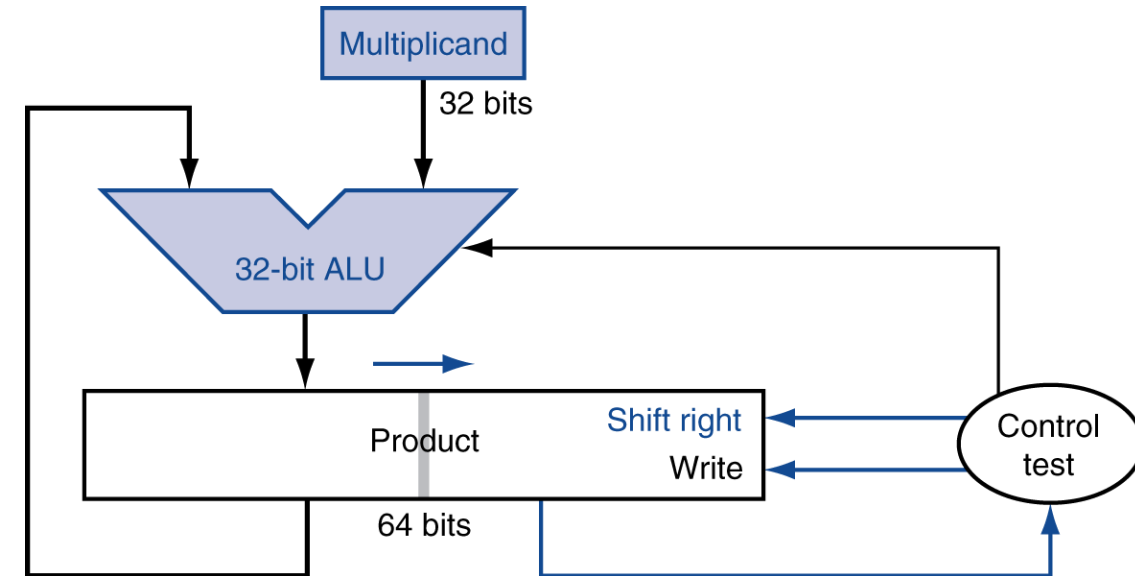 Multiplicand
32 bits
32-bit ALU
Product
Shift right
Write
64 bits
Control
test